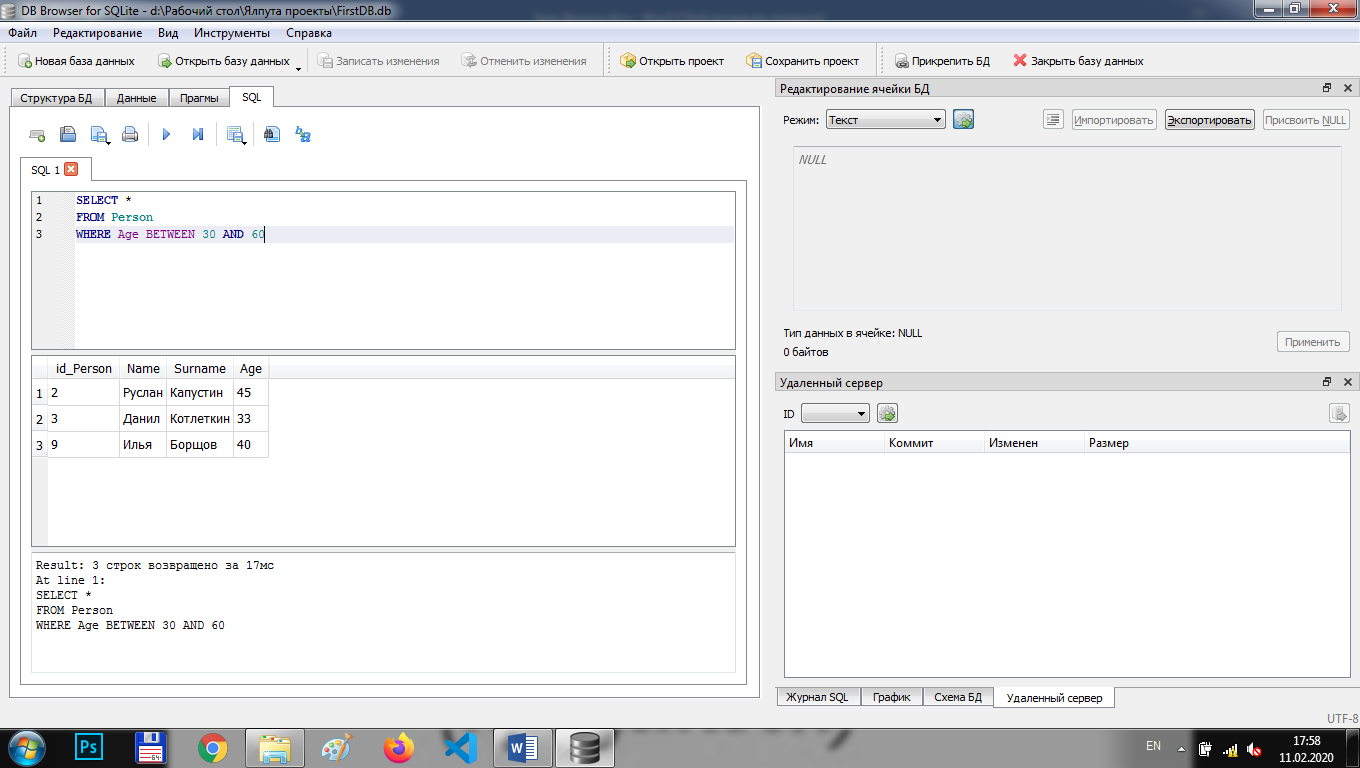 DB Browser for SQLite - d:\Рабочий стол\Ялпута проекты\FirstDB.db
Файл Редактирование Вид Инструменты Справка
Новая база данных Открыть базу данных Записать изменения Отменить изменения Открыть проект Сохранить проект Прикрепить БД Закрыть базу данных
Структура БД Данные Прагмы SQL
SQL 1
1 SELECT *
2 FROM Person
3 WHERE Age BETWEEN 30 AND 60
id_Person Name Surname Age
1 2 Руслан Капустин 45
2 3 Данил Котлеткин 33
3 9 Илья Борщов 40
Result: 3 строк возвращено за 17мс
At line 1:
SELECT *
FROM Person
WHERE Age BETWEEN 30 AND 60
Редактирование ячейки БД
Режим: Текст Импортировать Экспортировать Присвоить NULL
NULL
Тип данных в ячейке: NULL
0 байтов
Применить
Удаленный сервер
ID
Имя Коммит Изменен Размер
Журнал SQL График Схема БД Удаленный сервер
UTF-8
Ps
64
W
EN
17:58
11.02.2020